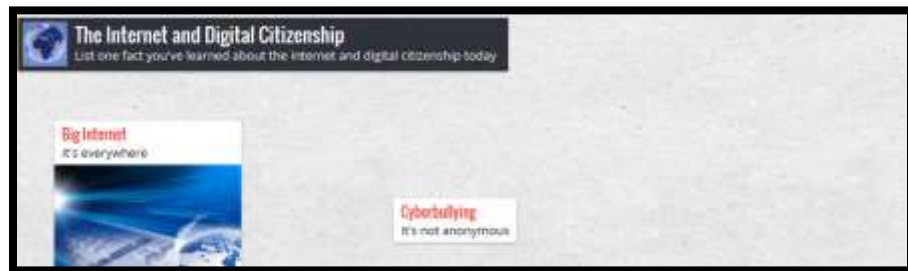 The Internet and Digital Citizenship
List one fact you've learned about the internet and digital citizenship today
Big Internet
It's everywhere
Cyberbullying
It's not anonymous